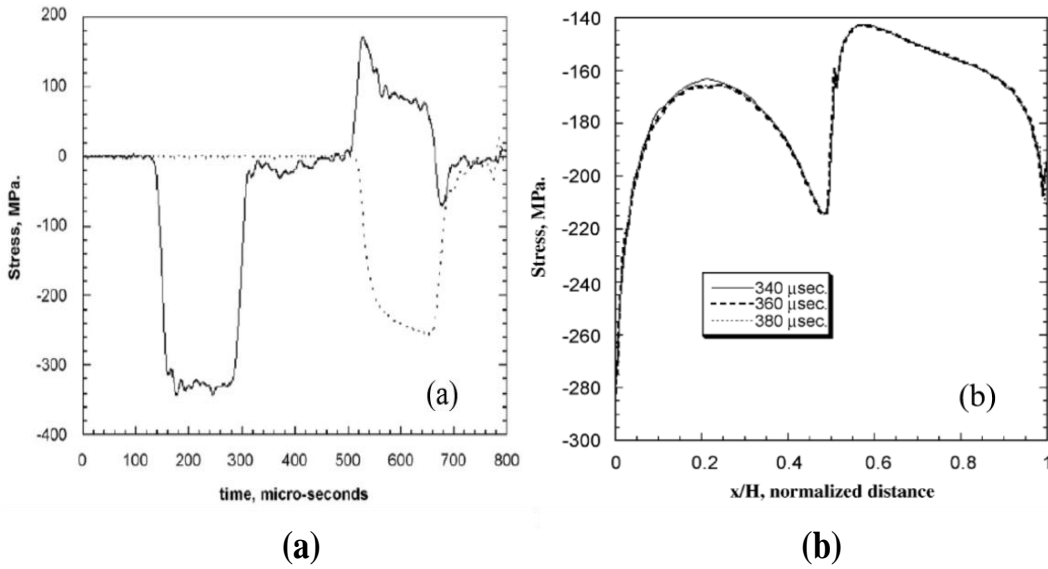 200
100
0
-100
-200
-300
-400
Stress, MPa.
0 100 200 300 400 500 600 700 800
time, micro-seconds
(a)
(a)
-140
-160
-180
-200
-220
-240
-260
-280
-300
Stress, MPa.
340 μsec.
360 μsec.
380 μsec.
(b)
0 0.2 0.4 0.6 0.8 1
x/H, normalized distance
(b)